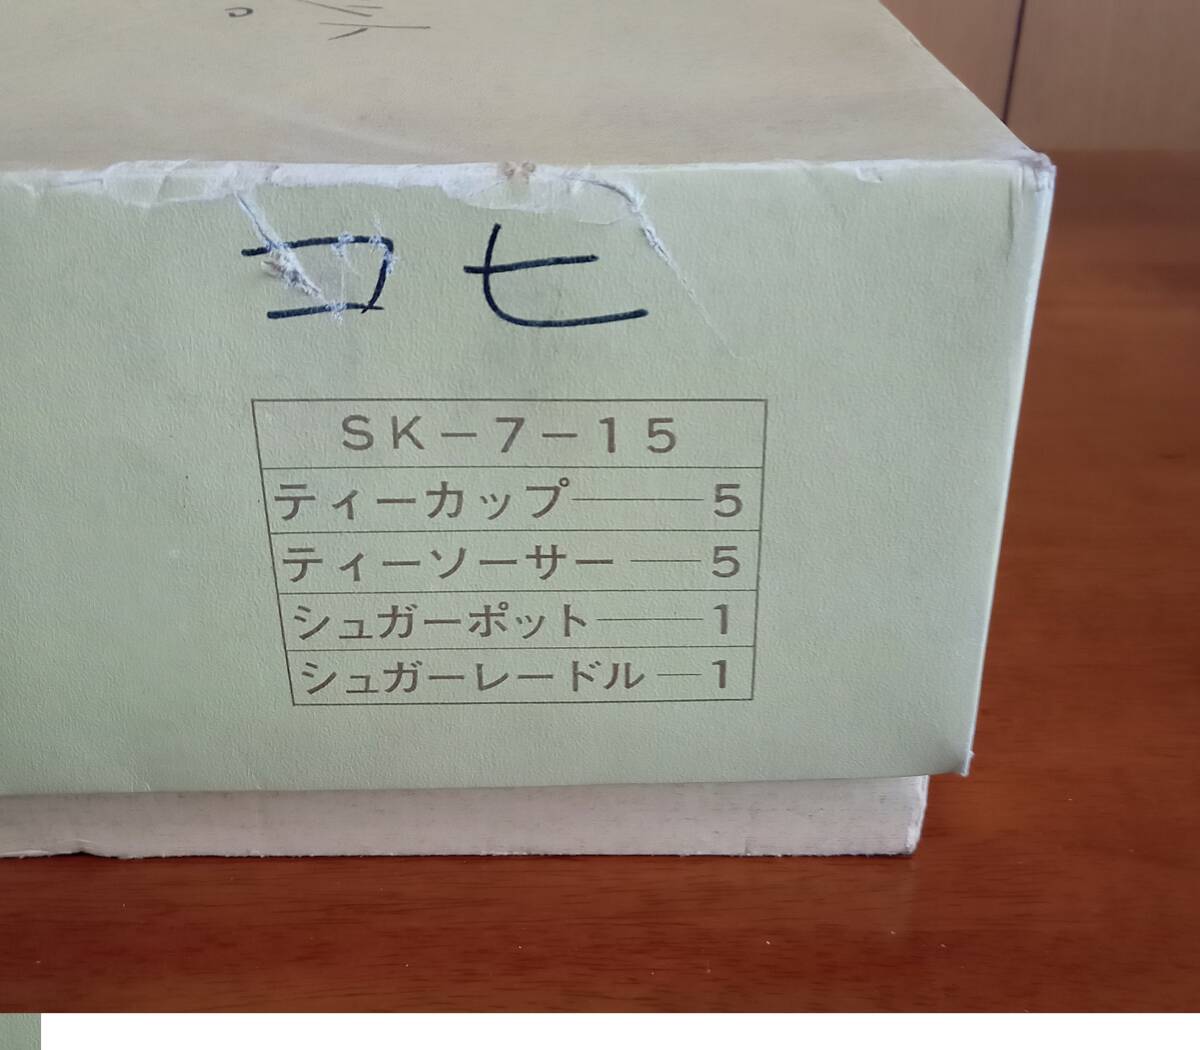 コヒ
SK-7-15
ティーカップ――5
ティーソーサー――5
シュガーポット――1
シュガーレードル―1